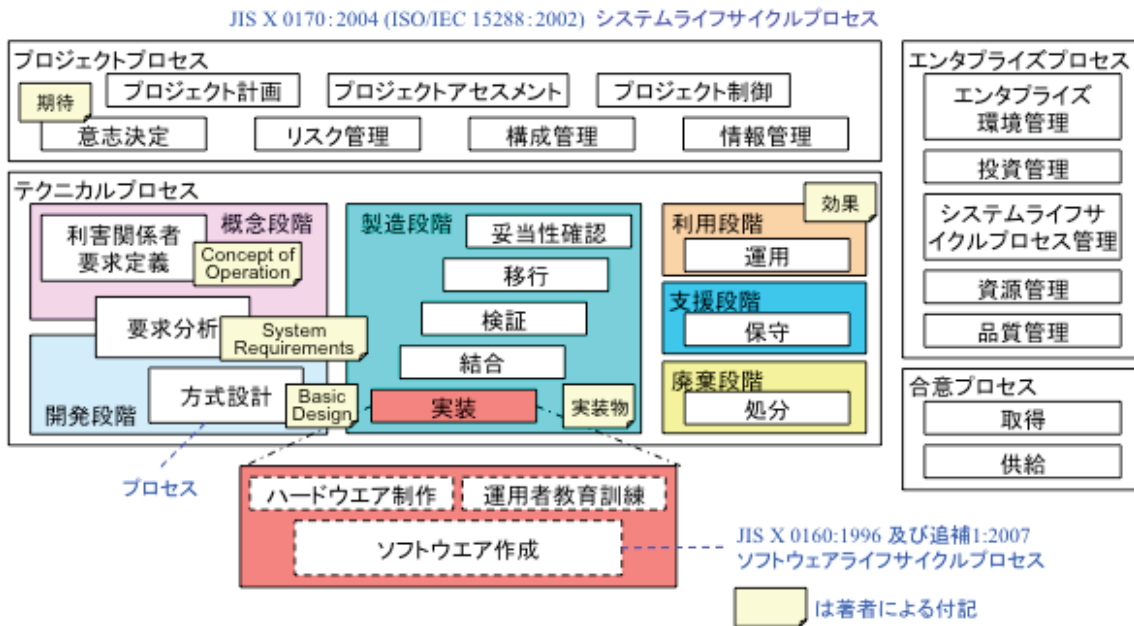 JIS X 0170:2004 (ISO/IEC 15288:2002) システムライフサイクルプロセス
プロジェクトプロセス
期待
プロジェクト計画
プロジェクトアセスメント
プロジェクト制御
意志決定
リスク管理
構成管理
情報管理
テクニカルプロセス
概念段階
利害関係者
要求定義
Concept of
Operation
要求分析
System
Requirements
開発段階
方式設計
Basic
Design
プロセス
製造段階
妥当性確認
移行
検証
結合
実装
実装物
効果
利用段階
運用
支援段階
保守
廃棄段階
処分
ハードウエア制作
運用者教育訓練
ソフトウエア作成
エンタプライズプロセス
エンタプライズ
環境管理
投資管理
システムライフサ
イクルプロセス管理
資源管理
品質管理
合意プロセス
取得
供給
JIS X 0160:1996 及び追補1:2007
ソフトウェアライフサイクルプロセス
は著者による付記